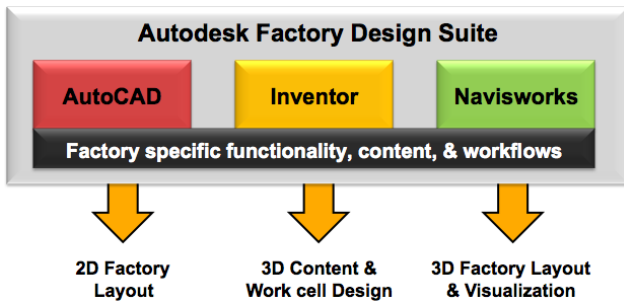 Autodesk Factory Design Suite
AutoCAD
Inventor
Navisworks
Factory specific functionality, content, & workflows
2D Factory
Layout
3D Content &
Work cell Design
3D Factory Layout
& Visualization